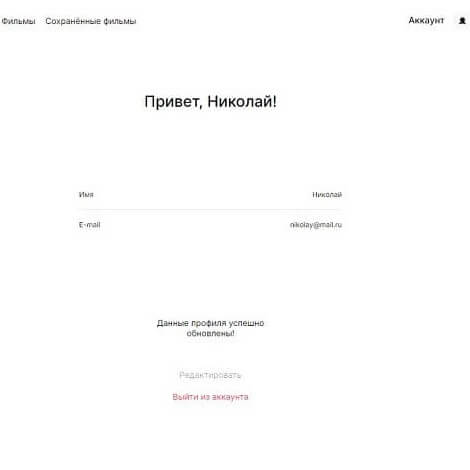 Фильмы Сохранённые фильмы Аккаунт
Привет, Николай!
Имя Николай
E-mail nikolay@mail.ru
Данные профиля успешно
обновлены!
Редактировать
Выйти из аккаунта